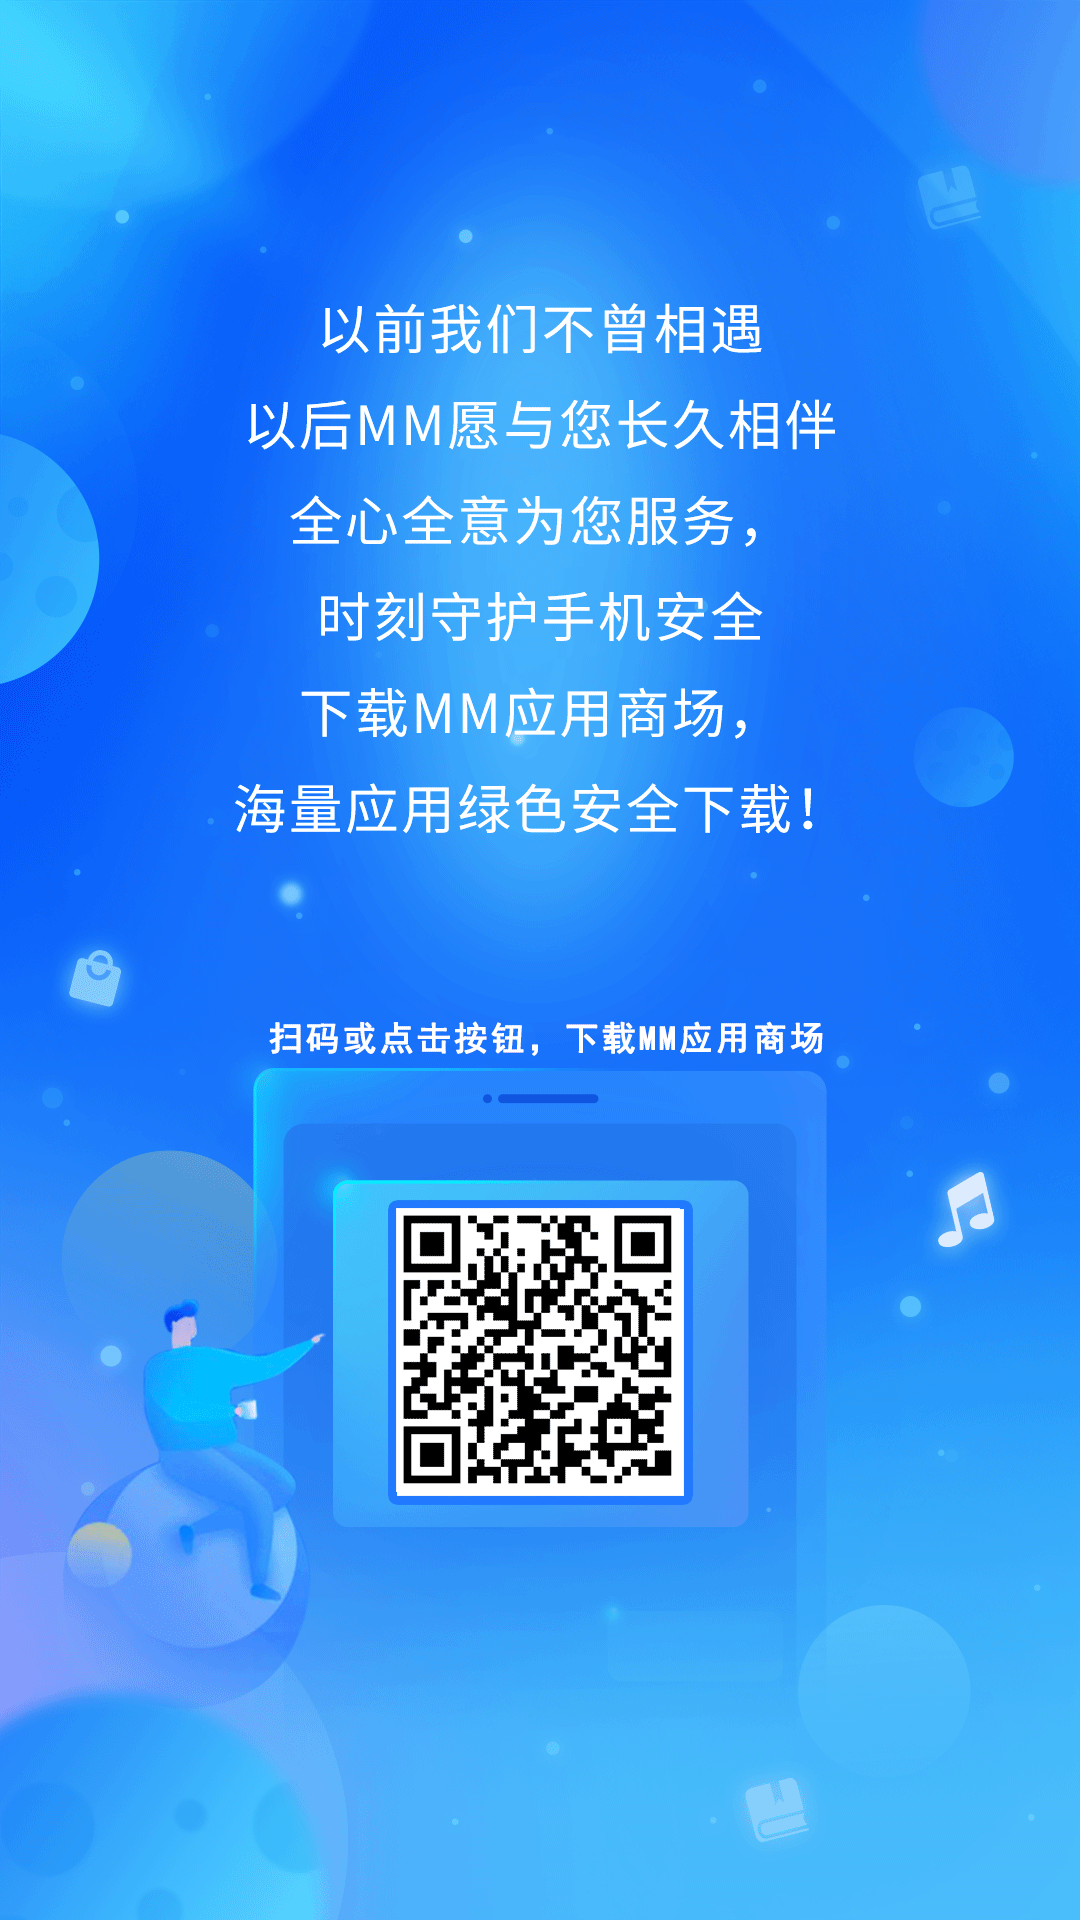 以前我们不曾相遇
以后MM愿与您长久相伴
全心全意为您服务，
时刻守护手机安全
下载MM应用商场，
海量应用绿色安全下载！
扫码或点击按钮，下载MM应用商场